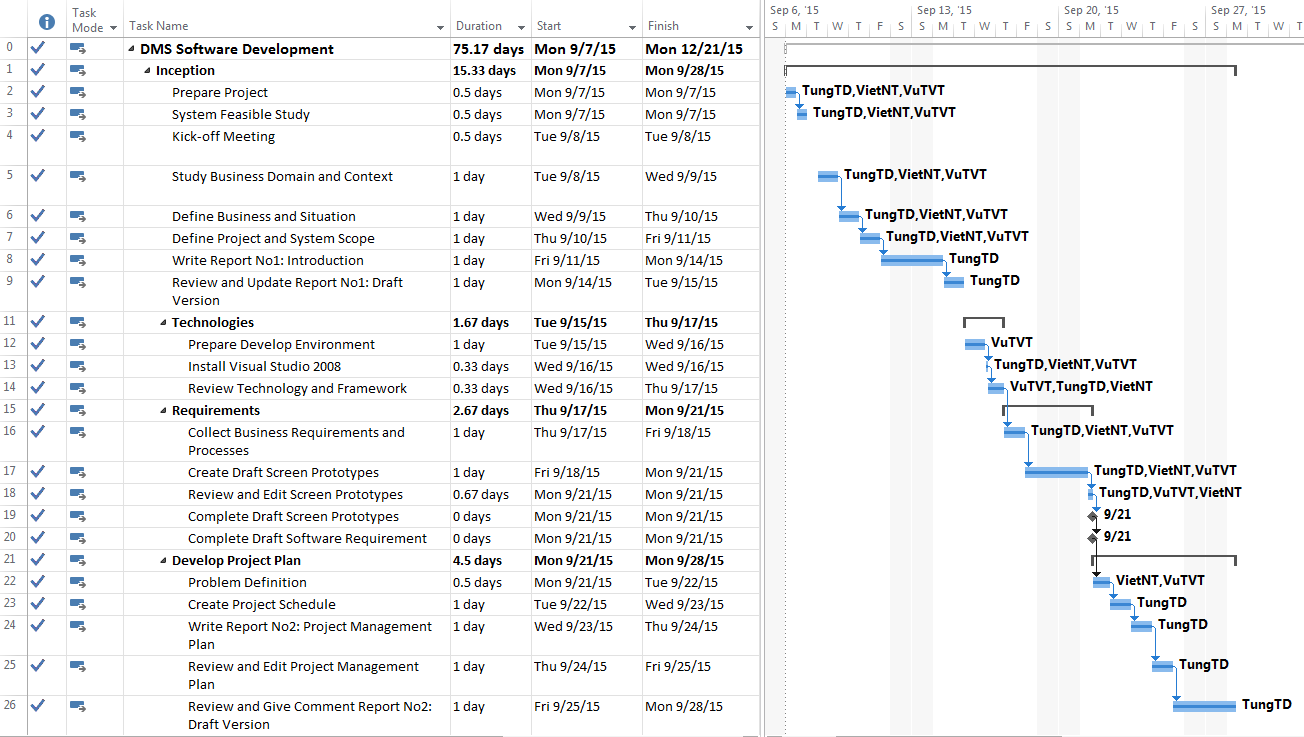 Task Mode Task Name Duration Start Finish
Sep 6, '15 Sep 13, '15 Sep 20, '15 Sep 27, '15
S M T W T F S S M T W T F S S M T W T F S S M T W T
0 DMS Software Development 75.17 days Mon 9/7/15 Mon 12/21/15
1 Inception 15.33 days Mon 9/7/15 Mon 9/28/15
2 Prepare Project 0.5 days Mon 9/7/15 Mon 9/7/15 TungTD,VietNT,VuTVT
3 System Feasible Study 0.5 days Mon 9/7/15 Mon 9/7/15 TungTD,VietNT,VuTVT
4 Kick-off Meeting 0.5 days Tue 9/8/15 Tue 9/8/15
5 Study Business Domain and Context 1 day Tue 9/8/15 Wed 9/9/15 TungTD,VietNT,VuTVT
6 Define Business and Situation 1 day Wed 9/9/15 Thu 9/10/15 TungTD,VietNT,VuTVT
7 Define Project and System Scope 1 day Thu 9/10/15 Fri 9/11/15 TungTD,VietNT,VuTVT
8 Write Report No1: Introduction 1 day Fri 9/11/15 Mon 9/14/15 TungTD
9 Review and Update Report No1: Draft 1 day Mon 9/14/15 Tue 9/15/15 TungTD
Version
11 Technologies 1.67 days Tue 9/15/15 Thu 9/17/15
12 Prepare Develop Environment 1 day Tue 9/15/15 Wed 9/16/15 VuTVT
13 Install Visual Studio 2008 0.33 days Wed 9/16/15 Wed 9/16/15 TungTD,VietNT,VuTVT
14 Review Technology and Framework 0.33 days Wed 9/16/15 Thu 9/17/15 VuTVT,TungTD,VietNT
15 Requirements 2.67 days Thu 9/17/15 Mon 9/21/15
16 Collect Business Requirements and 1 day Thu 9/17/15 Fri 9/18/15 TungTD,VietNT,VuTVT
Processes
17 Create Draft Screen Prototypes 1 day Fri 9/18/15 Mon 9/21/15 TungTD,VietNT,VuTVT
18 Review and Edit Screen Prototypes 0.67 days Mon 9/21/15 Mon 9/21/15 TungTD,VuTVT,VietNT
19 Complete Draft Screen Prototypes 0 days Mon 9/21/15 Mon 9/21/15 9/21
20 Complete Draft Software Requirement 0 days Mon 9/21/15 Mon 9/21/15 9/21
21 Develop Project Plan 4.5 days Mon 9/21/15 Mon 9/28/15
22 Problem Definition 0.5 days Mon 9/21/15 Tue 9/22/15 VietNT,VuTVT
23 Create Project Schedule 1 day Tue 9/22/15 Wed 9/23/15 TungTD
24 Write Report No2: Project Management 1 day Wed 9/23/15 Thu 9/24/15 TungTD
Plan
25 Review and Edit Project Management 1 day Thu 9/24/15 Fri 9/25/15 TungTD
Plan
26 Review and Give Comment Report No2: 1 day Fri 9/25/15 Mon 9/28/15 TungTD
Draft Version